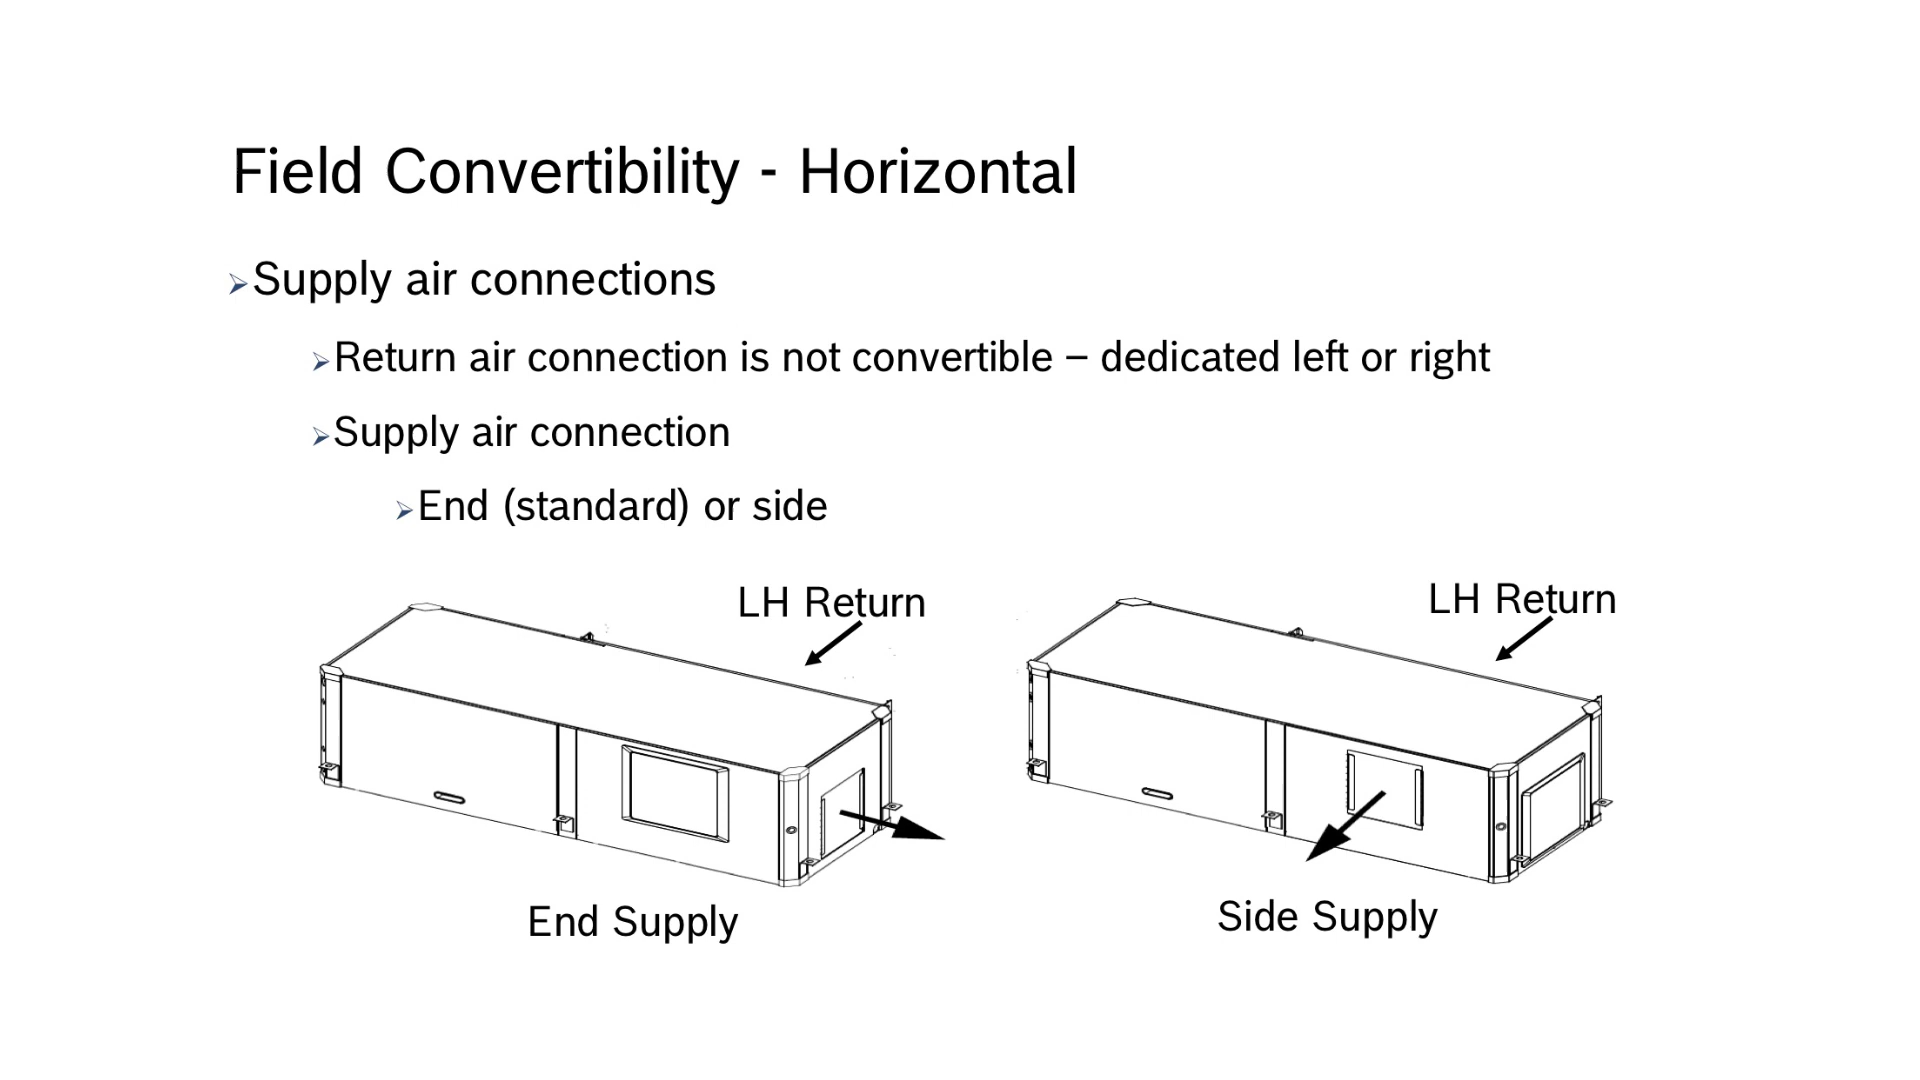 Field Convertibility - Horizontal
Supply air connections
Return air connection is not convertible – dedicated left or right
Supply air connection
End (standard) or side
LH Return
LH Return
End Supply
Side Supply